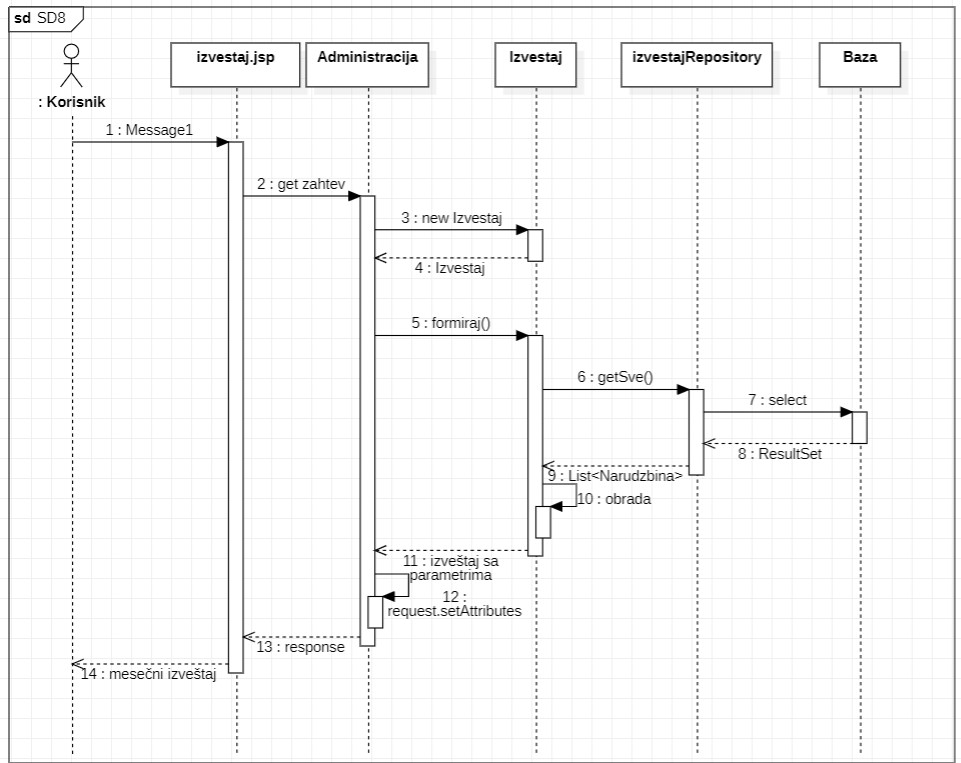 sd SD8
: Korisnik
izvestaj.jsp
Administracija
Izvestaj
izvestajRepository
Baza
1 : Message1
2 : get zahtev
3 : new Izvestaj
4 : Izvestaj
5 : formiraj()
6 : getSve()
7 : select
8 : ResultSet
9 : List<Narudzbina>
10 : obrada
11 : izveštaj sa
parametrima
12 :
request.setAttributes
13 : response
14 : mesečni izveštaj